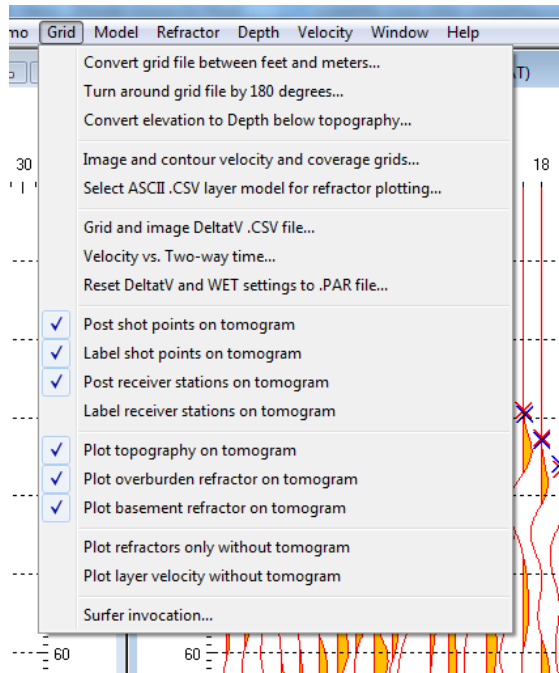 mo Grid Model Refractor Depth Velocity Window Help
Convert grid file between feet and meters...
Turn around grid file by 180 degrees...
AT)
Convert elevation to Depth below topography...
30
Image and contour velocity and coverage grids...
18
Select ASCII .CSV layer model for refractor plotting...
Grid and image DeltatV .CSV file...
Velocity vs. Two-way time...
Reset DeltatV and WET settings to .PAR file...
Post shot points on tomogram
Label shot points on tomogram
Post receiver stations on tomogram
Label receiver stations on tomogram
Plot topography on tomogram
Plot overburden refractor on tomogram
Plot basement refractor on tomogram
Plot refractors only without tomogram
Plot layer velocity without tomogram
Surfer invocation...
60 60